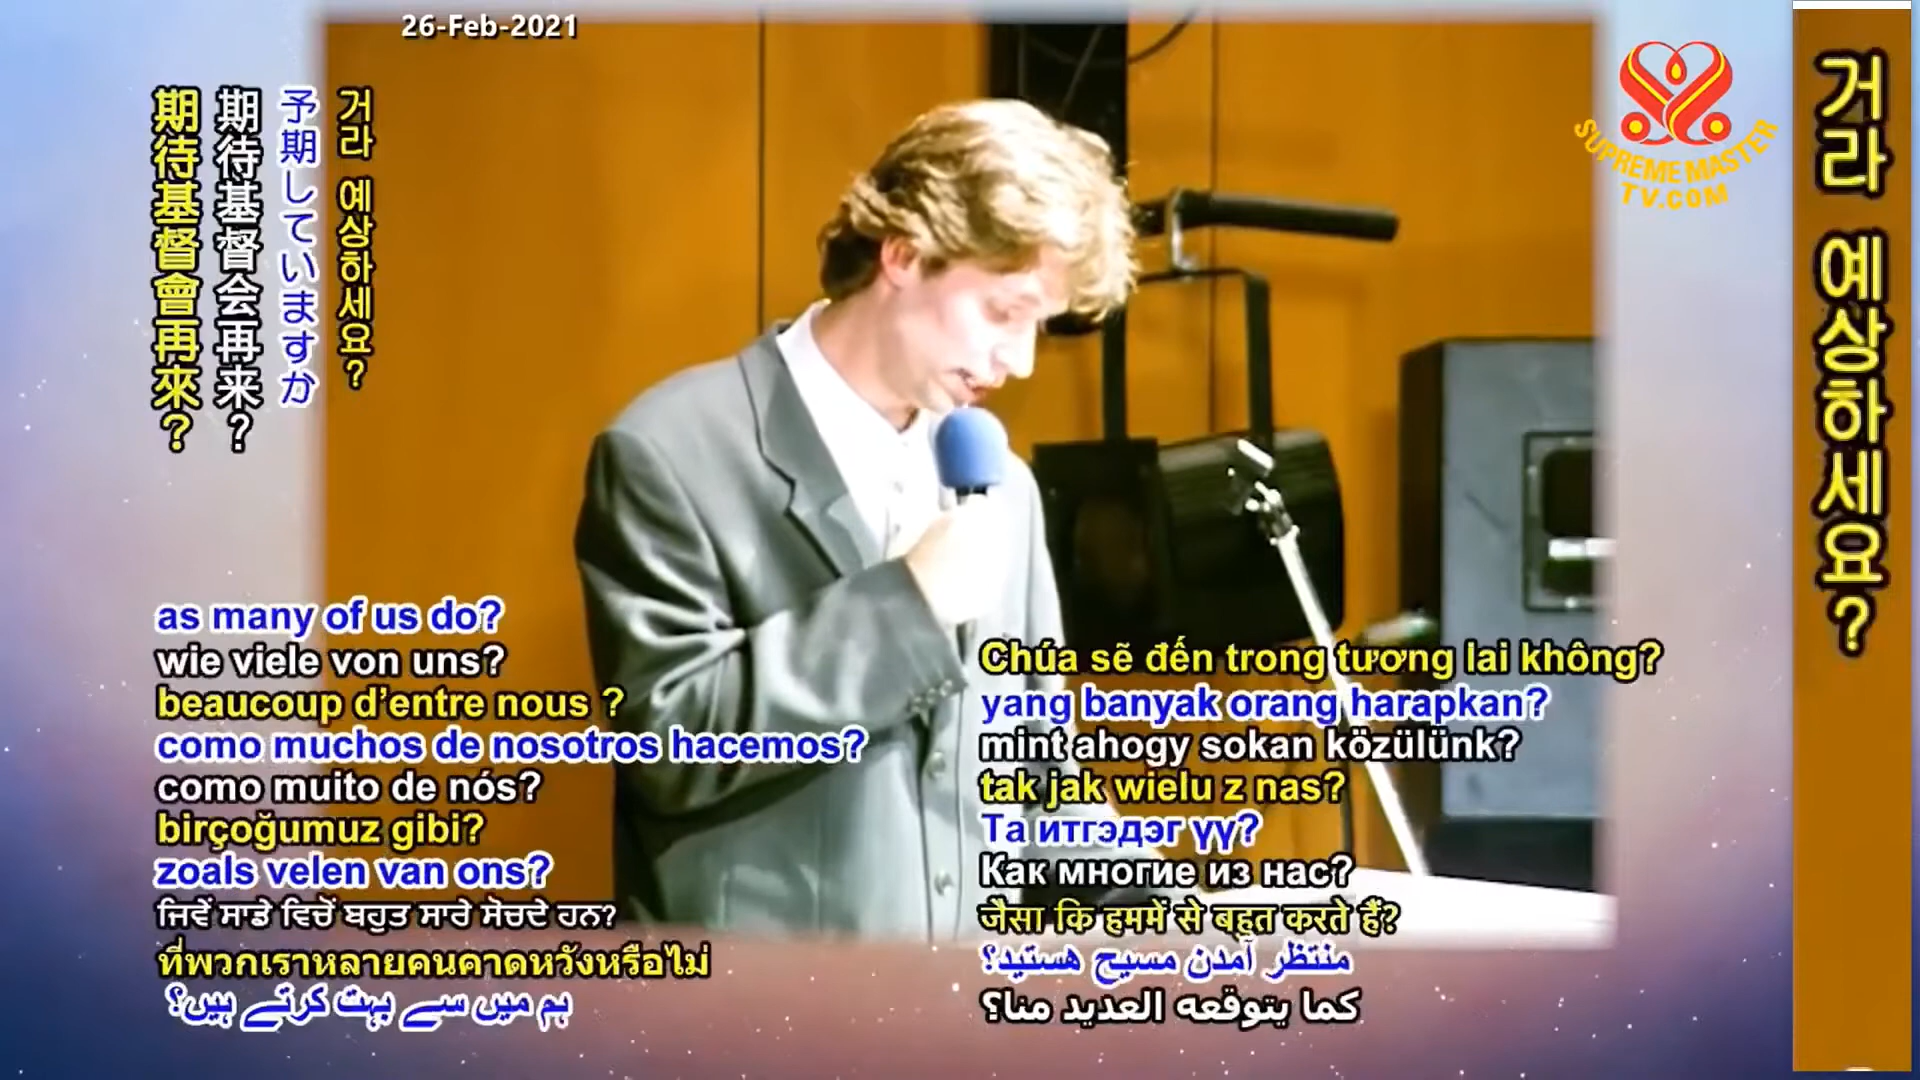 26-Feb-2021
SUPREME MASTER
TV.COM
期待基督會再來？
期待基督会再来？
予期していますか
거라 예상하세요?
거라 예상하세요?
as many of us do?
wie viele von uns?
beaucoup d’entre nous ?
como muchos de nosotros hacemos?
como muito de nós?
birçoğumuz gibi?
zoals velen van ons?
ਜਿਵੇਂ ਸਾਡੇ ਵਿਚੋਂ ਬਹੁਤ ਸਾਰੇ ਸੋਚਦੇ ਹਨ?
ที่พวกเราหลายคนคาดหวังหรือไม่
ہم میں سے بہت کرتے ہیں؟
Chúa sẽ đến trong tương lai không?
yang banyak orang harapkan?
mint ahogy sokan közülünk?
tak jak wielu z nas?
Та итгэдэг үү?
Как многие из нас?
जैसा कि हममें से बहुत करते हैं?
منتظر آمدن مسیح هستید؟
كما يتوقعه العديد منا؟